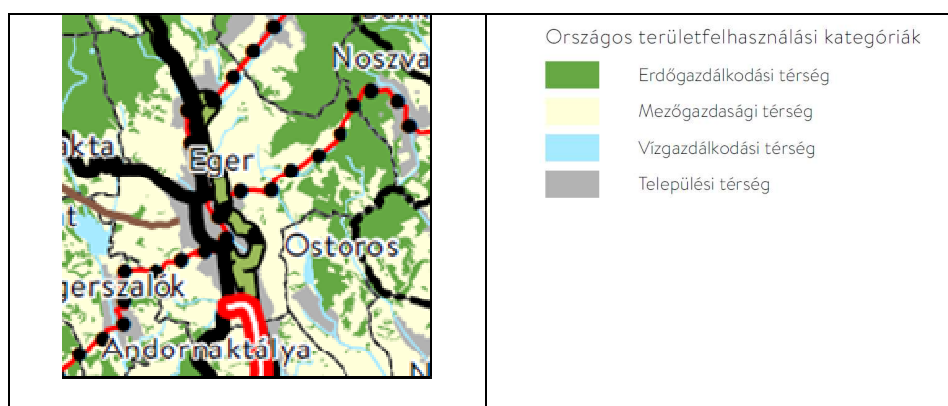 Noszva
akta
Eger
Ostoros
gerszalók
Andornaktálya
Országos területfelhasználási kategóriák
Erdőgazdálkodási térség
Mezőgazdasági térség
Vízgazdálkodási térség
Települési térség